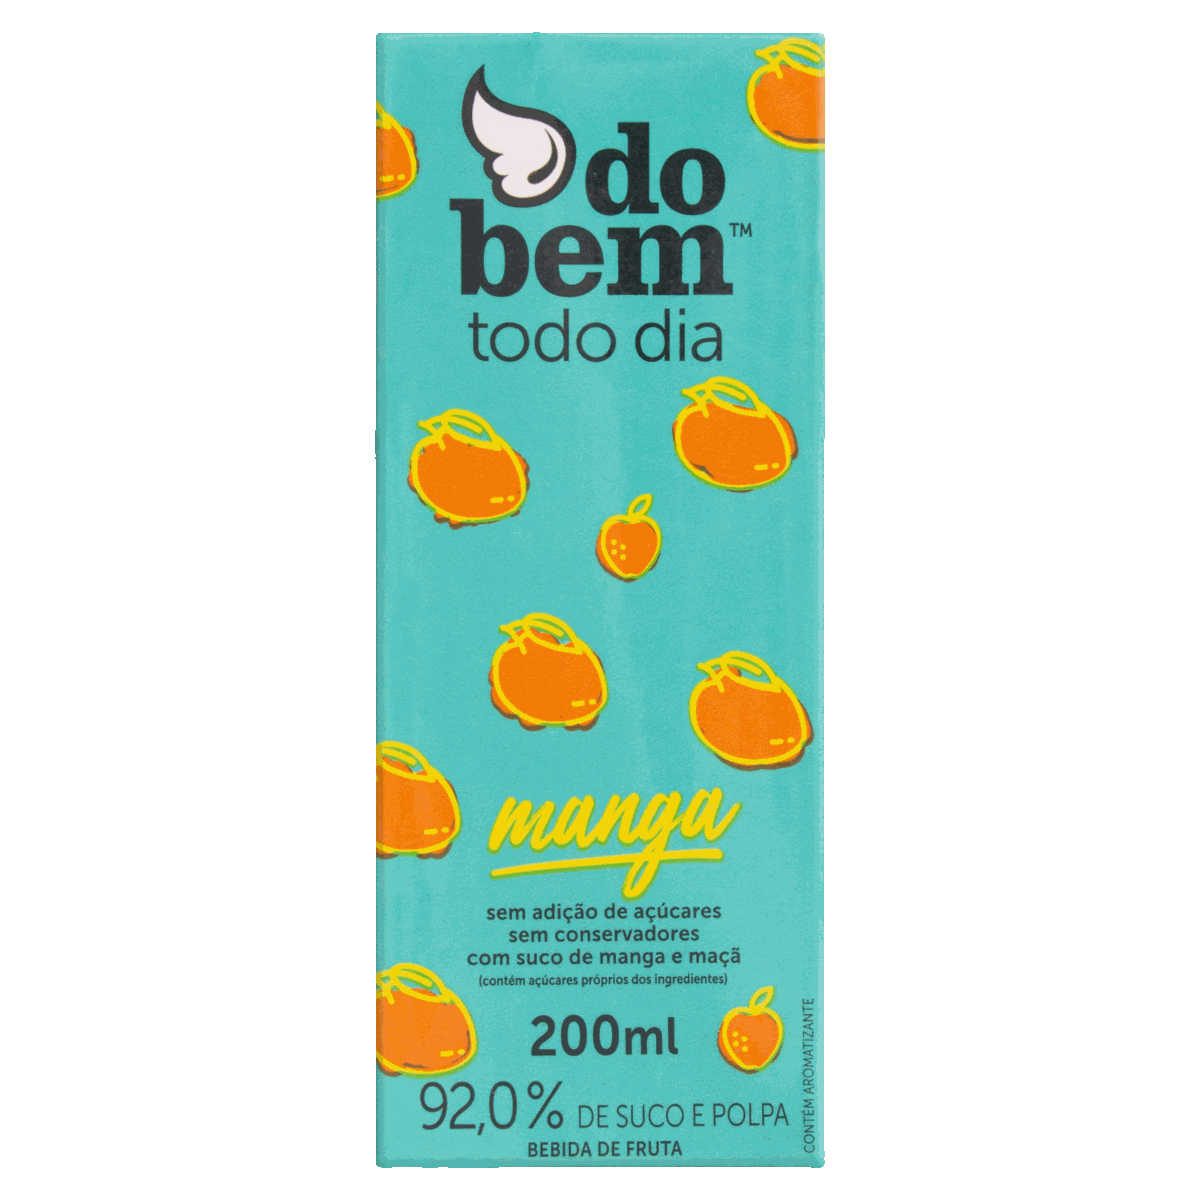 do
bem™
todo dia
manga
sem adição de açúcares
sem conservadores
com suco de manga e maçã
(contém açúcares próprios dos ingredientes)
200ml
92,0% DE SUCO E POLPA
BEBIDA DE FRUTA
CONTÉM AROMATIZANTE